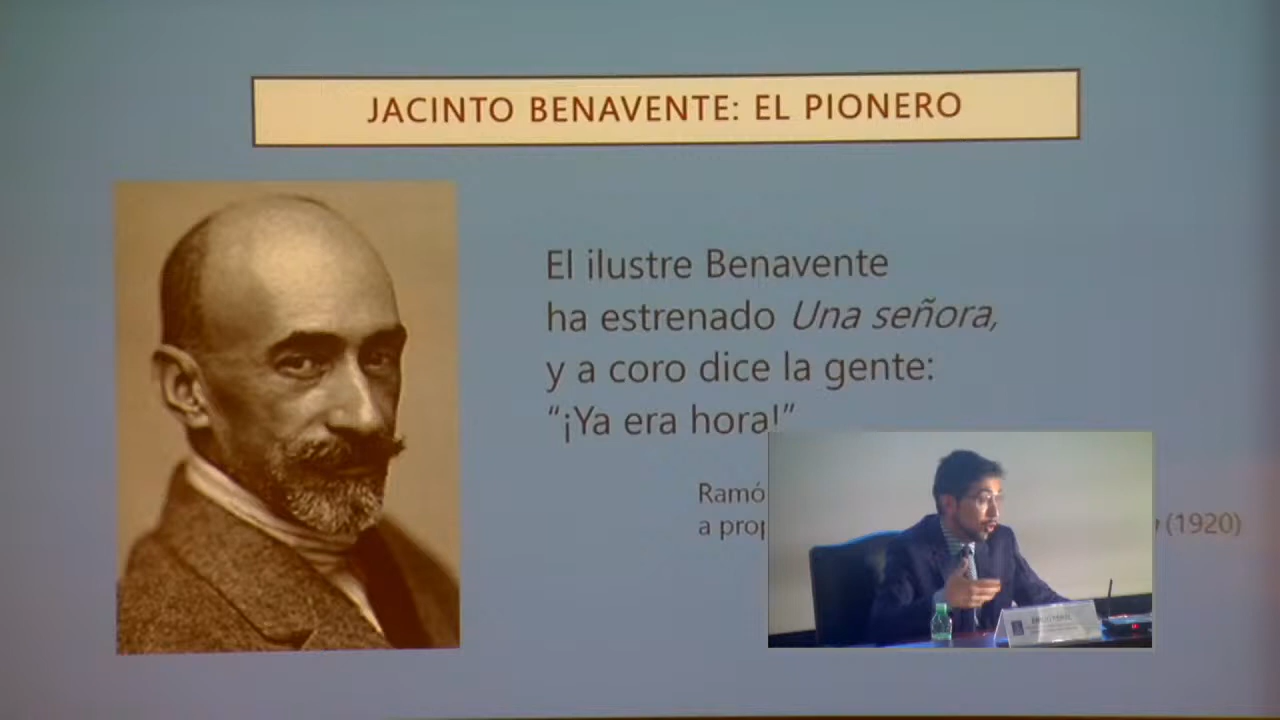 JACINTO BENAVENTE: EL PIONERO
El ilustre Benavente
ha estrenado Una señora,
y a coro dice la gente:
“¡Ya era hora!”
Ramó
a prop
(1920)